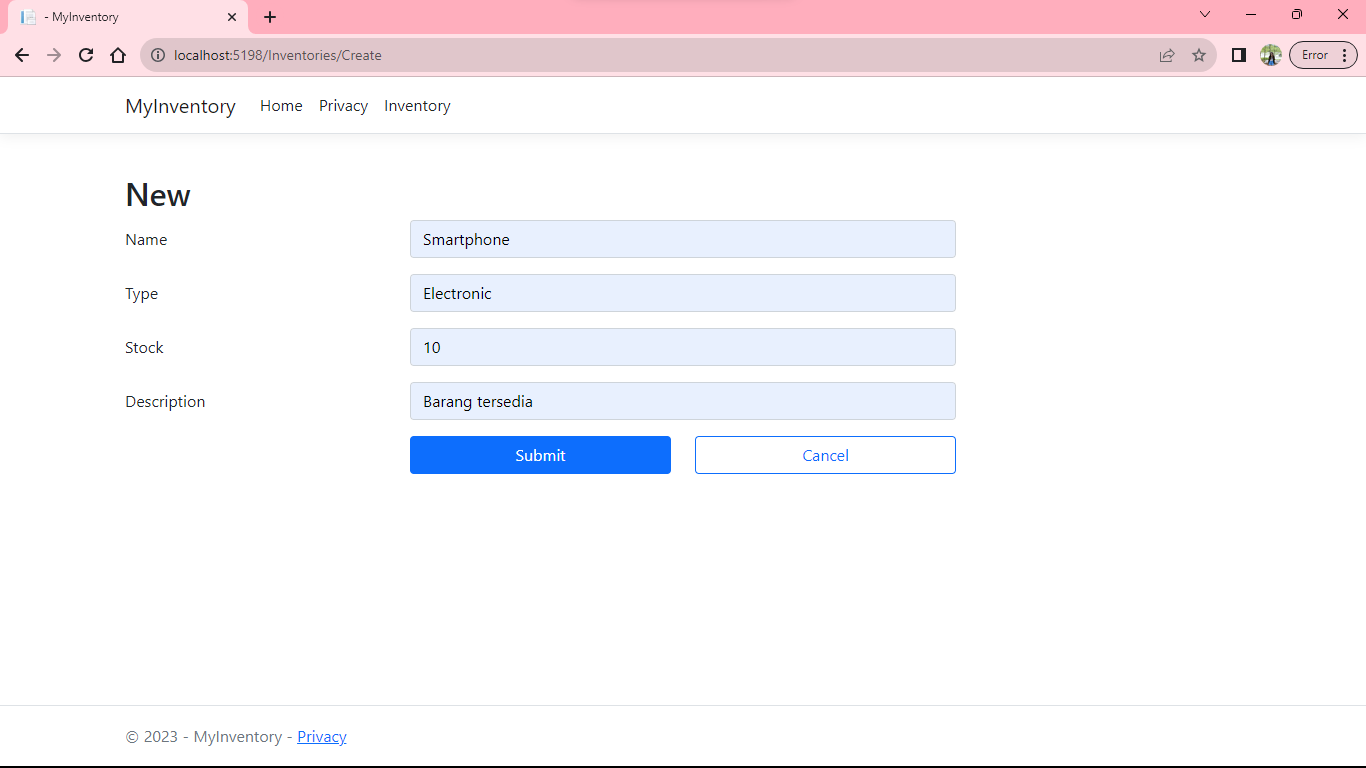 - MyInventory
localhost:5198/Inventories/Create
Error
MyInventory Home Privacy Inventory
New
Name Smartphone
Type Electronic
Stock 10
Description Barang tersedia
Submit Cancel
© 2023 - MyInventory - Privacy